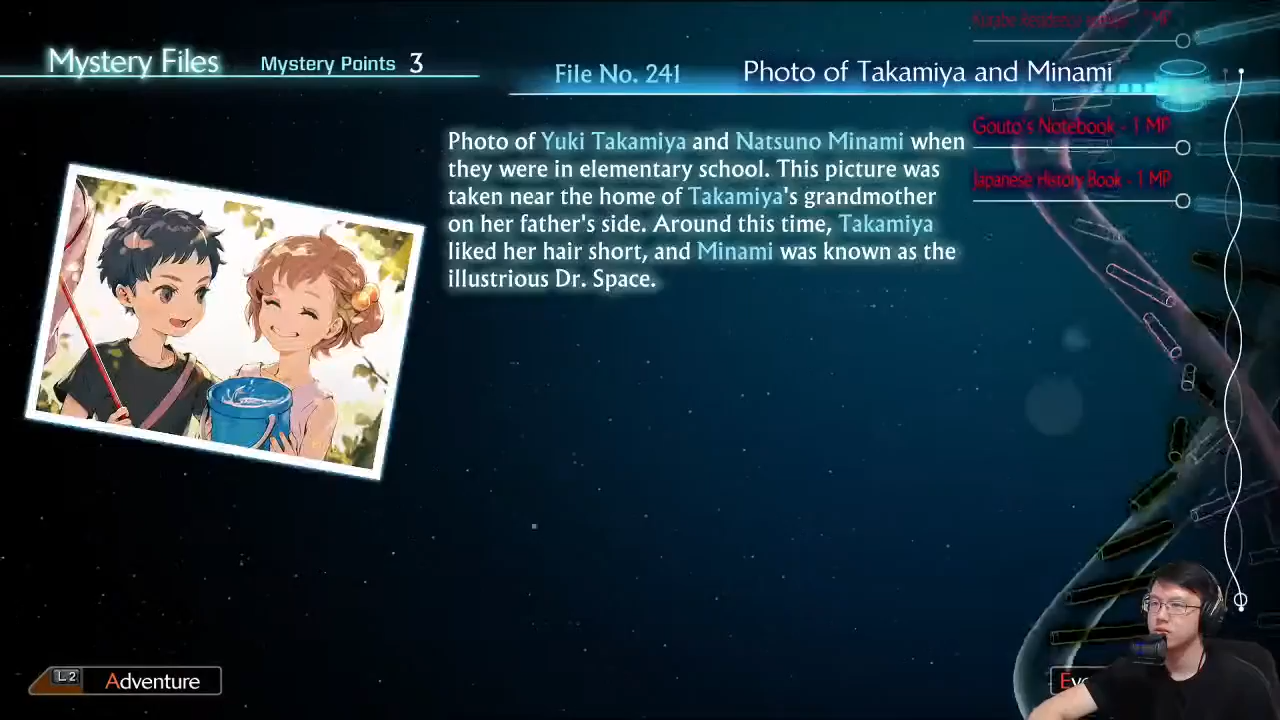 Mystery Files
Mystery Points 3
File No. 241
Photo of Takamiya and Minami
Photo of Yuki Takamiya and Natsuno Minami when
they were in elementary school. This picture was
taken near the home of Takamiya's grandmother
on her father's side. Around this time, Takamiya
liked her hair short, and Minami was known as the
illustrious Dr. Space.
Gouto's Notebook - 1 MP
Japanese History Book - 1 MP
L2 Adventure